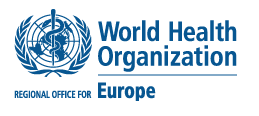 World Health
Organization
REGIONAL OFFICE FOR Europe